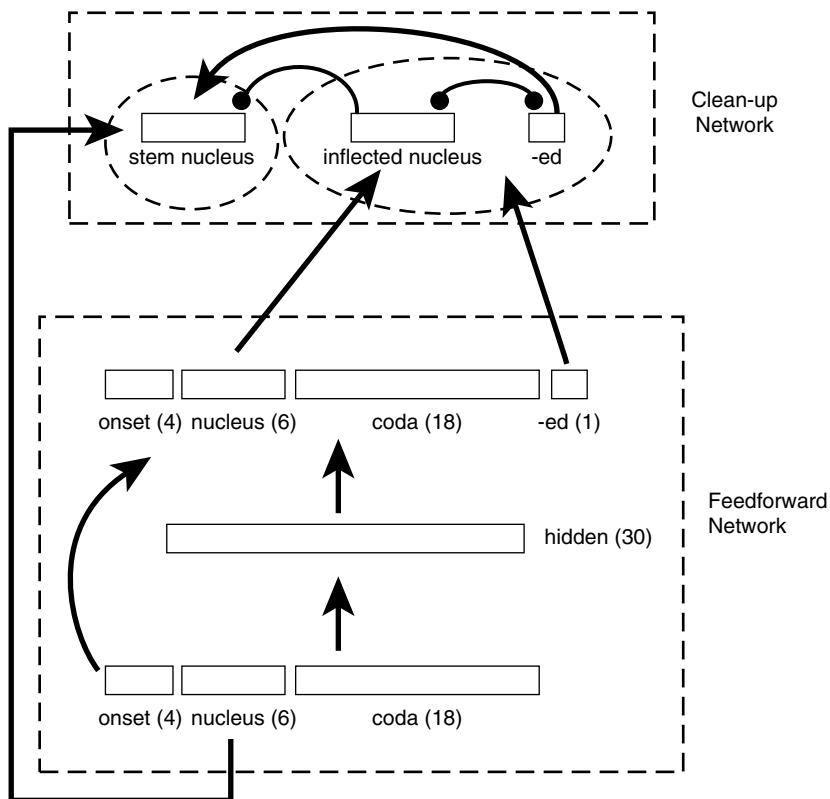 Clean-up
Network
stem nucleus
inflected nucleus
-ed
onset (4)
nucleus (6)
coda (18)
-ed (1)
Feedforward
Network
hidden (30)
onset (4)
nucleus (6)
coda (18)